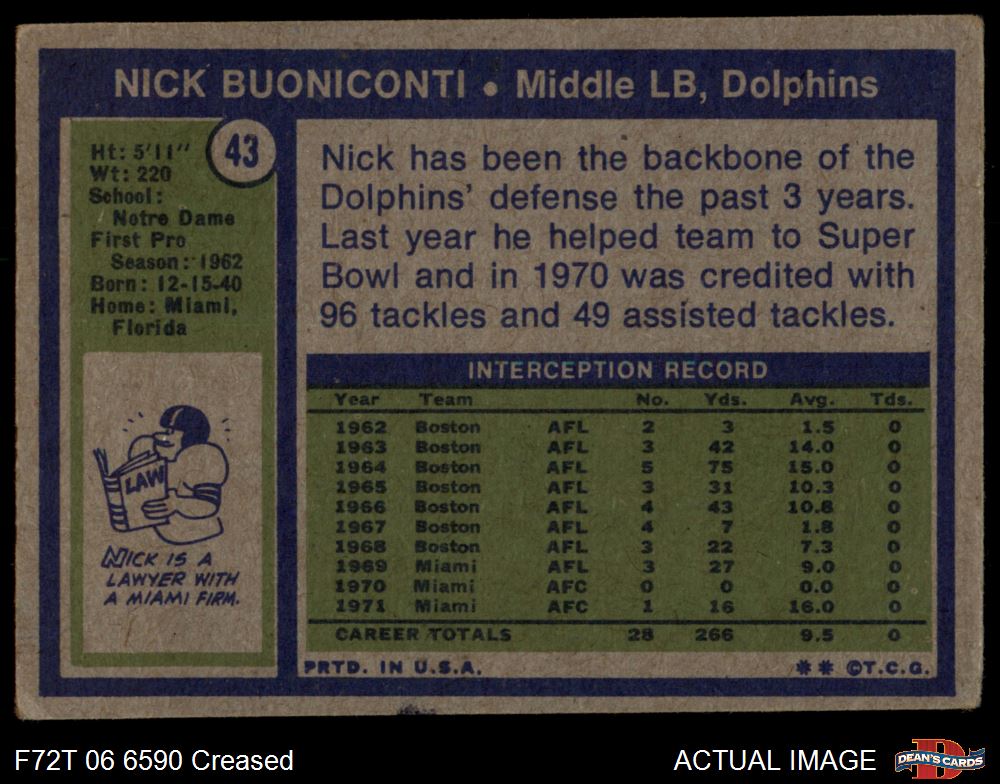 NICK BUONICONTI • Middle LB, Dolphins
43
Ht: 5'11"
Wt: 220
School:
Notre Dame
First Pro
Season: 1962
Born: 12-15-40
Home: Miami,
Florida
LAW
NICK IS A
LAWYER WITH
A MIAMI FIRM.
Nick has been the backbone of the
Dolphins' defense the past 3 years.
Last year he helped team to Super
Bowl and in 1970 was credited with
96 tackles and 49 assisted tackles.
INTERCEPTION RECORD
Year Team No. Yds. Avg. Tds.
1962 Boston AFL 2 3 1.5 0
1963 Boston AFL 3 42 14.0 0
1964 Boston AFL 5 75 15.0 0
1965 Boston AFL 3 31 10.3 0
1966 Boston AFL 4 43 10.8 0
1967 Boston AFL 4 7 1.8 0
1968 Boston AFL 3 22 7.3 0
1969 Miami AFL 3 27 9.0 0
1970 Miami AFC 0 0 0.0 0
1971 Miami AFC 1 16 16.0 0
CAREER TOTALS 28 266 9.5 0
PRTD. IN U.S.A. ** ©T.C.G.
F72T 06 6590 Creased ACTUAL IMAGE
D
DEAN'S CARDS